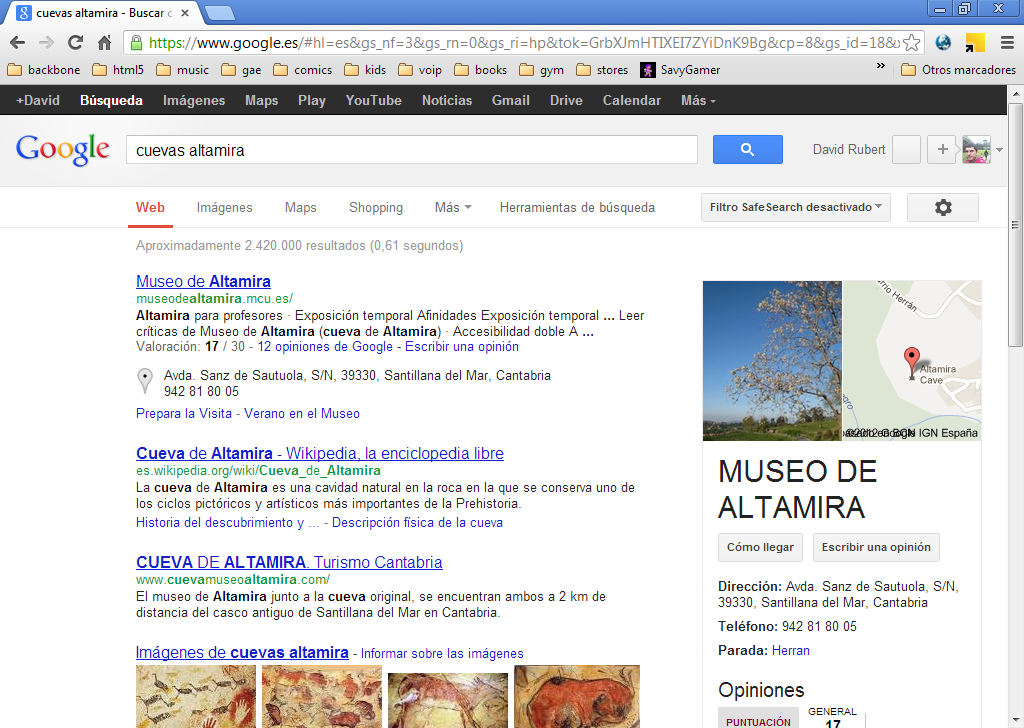 cuevas altamira - Buscar c
https://www.google.es/#hl=es&gs_nf=3&gs_rn=0&gs_ri=hp&tok=GrbXJmHTIXEI7ZYiDnK9Bg&cp=8&gs_id=18&
backbone html5 music gae comics kids voip books gym stores SavyGamer » Otros marcadores
+David Búsqueda Imágenes Maps Play YouTube Noticias Gmail Drive Calendar Más
Google cuevas altamira David Rubert +
Web Imágenes Maps Shopping Más Herramientas de búsqueda Filtro SafeSearch desactivado
Aproximadamente 2.420.000 resultados (0,61 segundos)
Museo de Altamira
museodealtamira.mcu.es/
Altamira para profesores · Exposición temporal Afinidades Exposición temporal ... Leer
críticas de Museo de Altamira (cueva de Altamira) · Accesibilidad doble A ...
Valoración: 17 / 30 - 12 opiniones de Google - Escribir una opinión
Avda. Sanz de Sautuola, S/N, 39330, Santillana del Mar, Cantabria
942 81 80 05
Prepara la Visita - Verano en el Museo
Cueva de Altamira - Wikipedia, la enciclopedia libre
es.wikipedia.org/wiki/Cueva_de_Altamira
La cueva de Altamira es una cavidad natural en la roca en la que se conserva uno de
los ciclos pictóricos y artísticos más importantes de la Prehistoria.
Historia del descubrimiento y ... - Descripción física de la cueva
CUEVA DE ALTAMIRA. Turismo Cantabria
www.cuevamuseoaltamira.com/
El museo de Altamira junto a la cueva original, se encuentran ambos a 2 km de
distancia del casco antiguo de Santillana del Mar en Cantabria.
Imágenes de cuevas altamira - Informar sobre las imágenes
rrio Herrán
Altamira
Cave
IGN España
MUSEO DE
ALTAMIRA
Cómo llegar Escribir una opinión
Dirección: Avda. Sanz de Sautuola, S/N,
39330, Santillana del Mar, Cantabria
Teléfono: 942 81 80 05
Parada: Herran
Opiniones
PUNTUACIÓN GENERAL
17